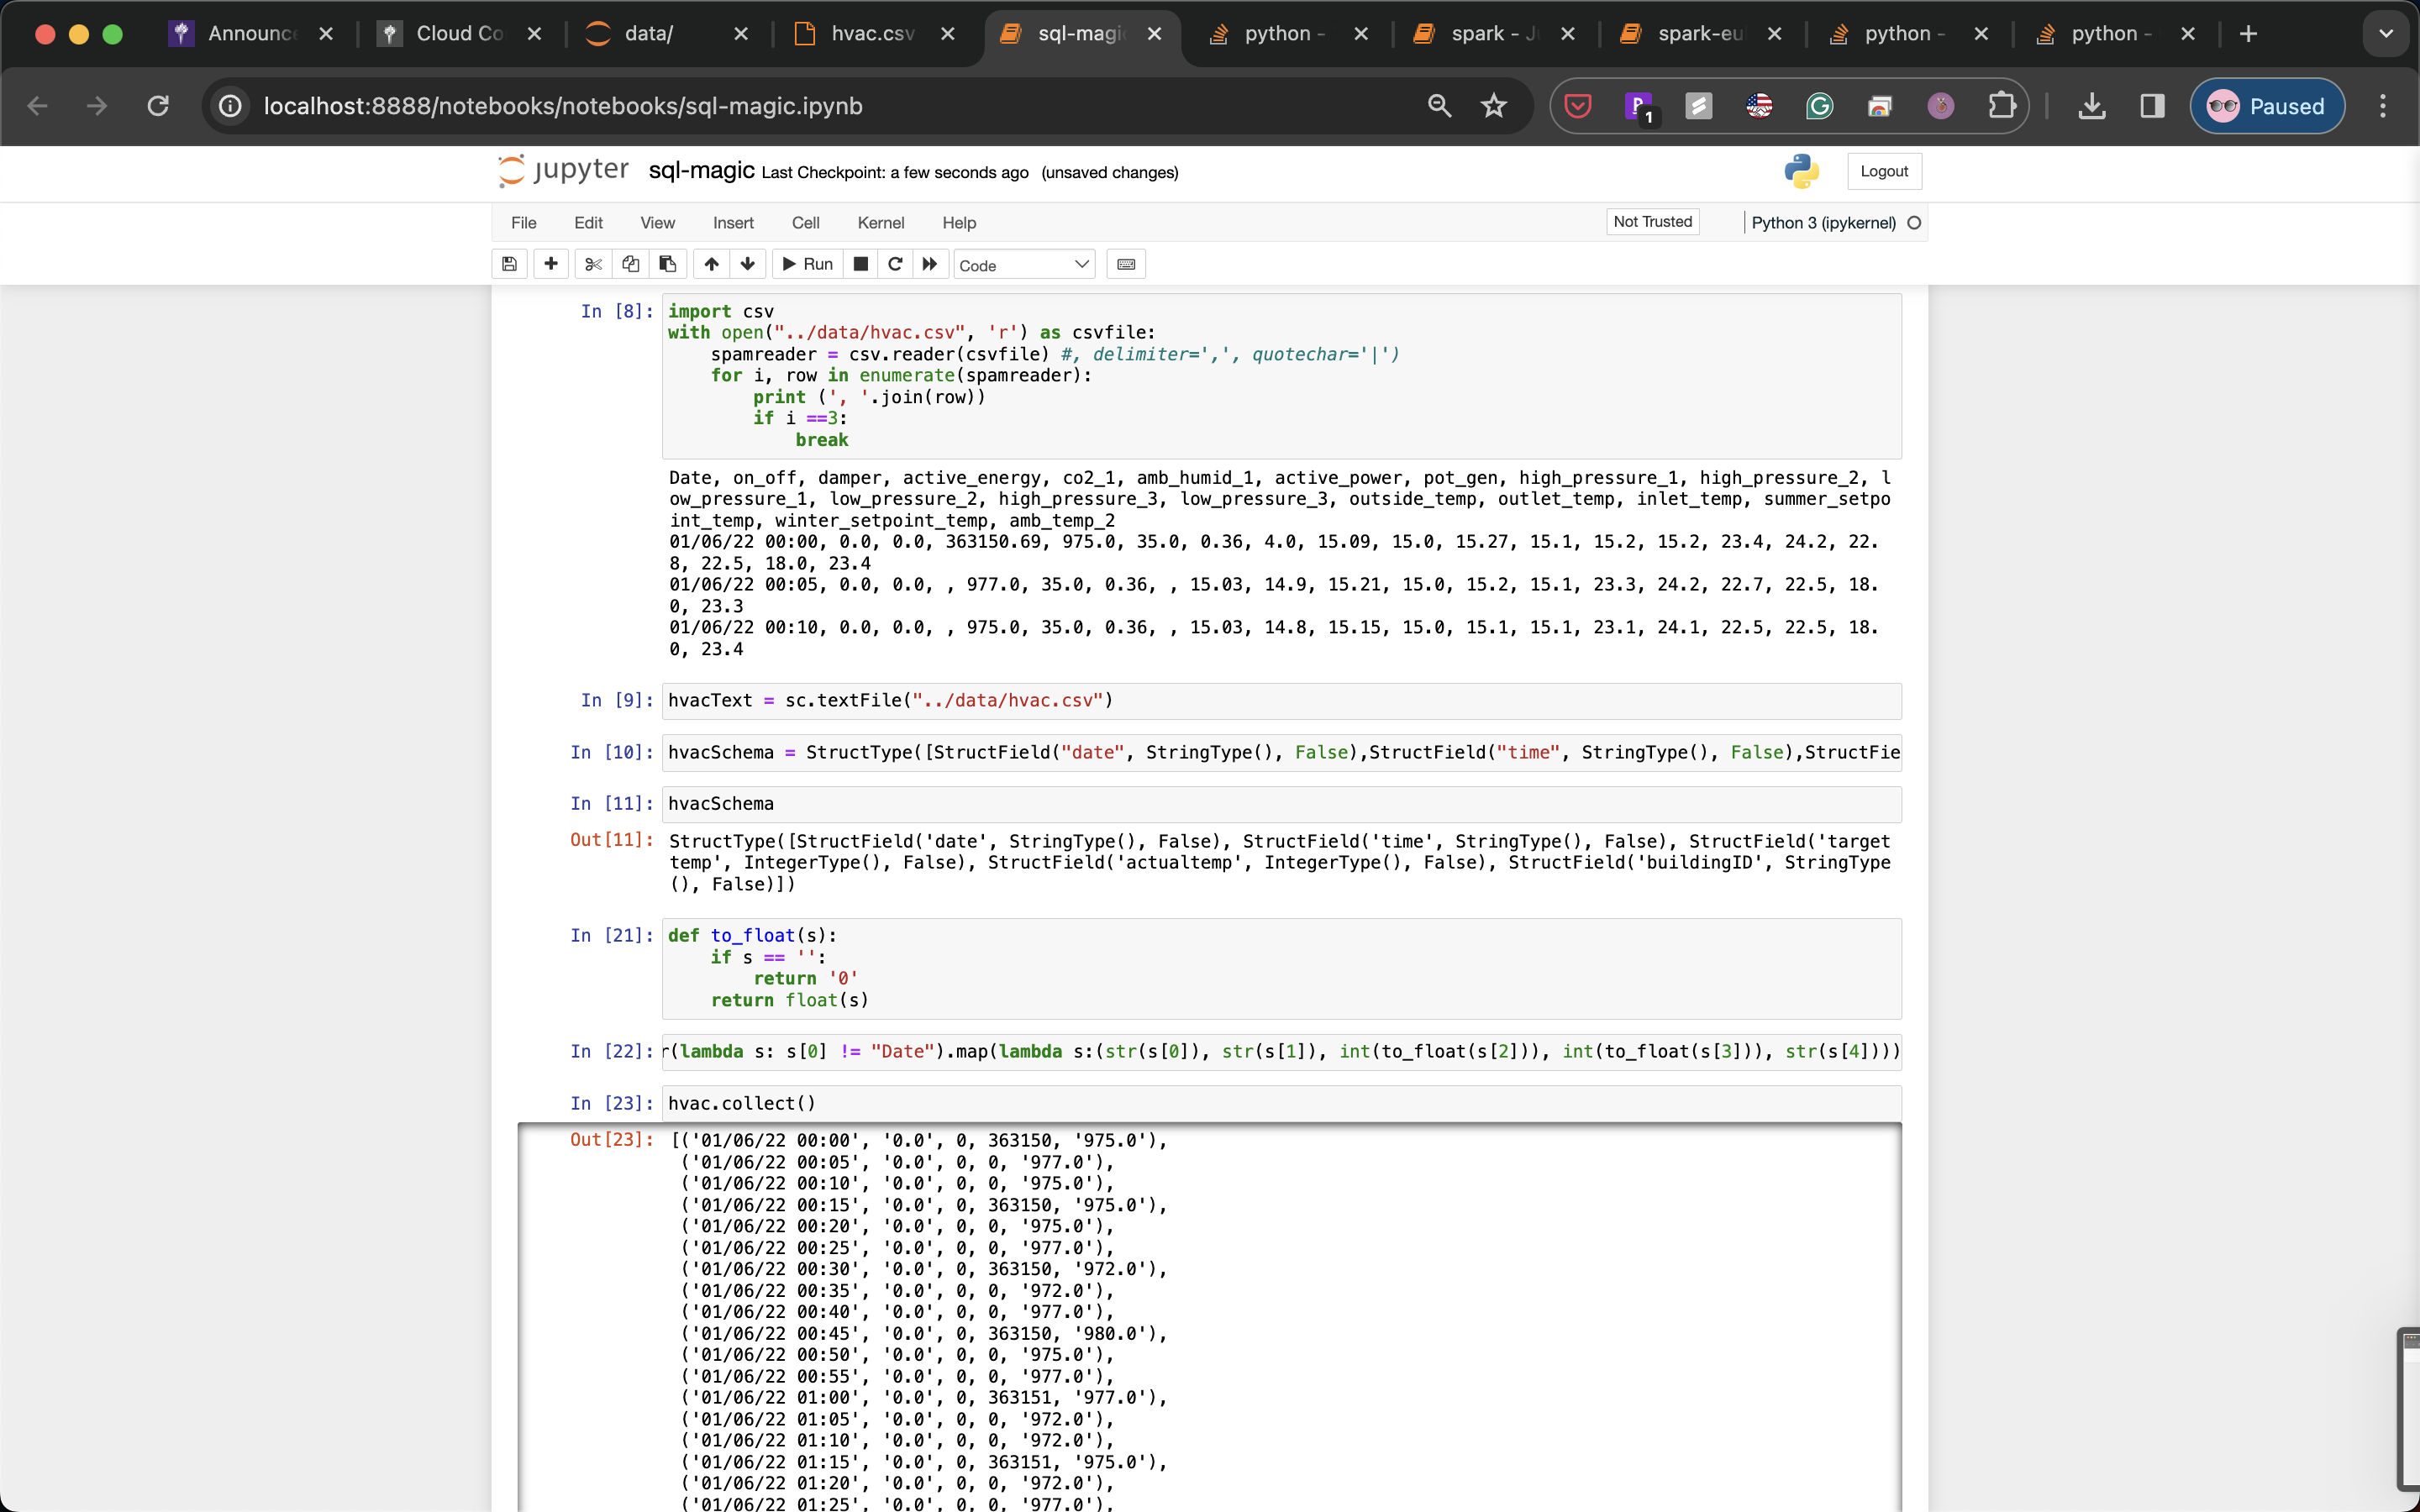 Announc
Cloud Co
data/
hvac.csv
sql-magi
python -
spark - J
spark-eu
python -
python -
localhost:8888/notebooks/notebooks/sql-magic.ipynb
1
Paused
jupyter sql-magic Last Checkpoint: a few seconds ago (unsaved changes)
Logout
File Edit View Insert Cell Kernel Help
Not Trusted
Python 3 (ipykernel)
Run
Code
In [8]: import csv
with open("../data/hvac.csv", 'r') as csvfile:
    spamreader = csv.reader(csvfile) #, delimiter=',', quotechar='|')
    for i, row in enumerate(spamreader):
        print (', '.join(row))
        if i ==3:
            break
Date, on_off, damper, active_energy, co2_1, amb_humid_1, active_power, pot_gen, high_pressure_1, high_pressure_2, l
ow_pressure_1, low_pressure_2, high_pressure_3, low_pressure_3, outside_temp, outlet_temp, inlet_temp, summer_setpo
int_temp, winter_setpoint_temp, amb_temp_2
01/06/22 00:00, 0.0, 0.0, 363150.69, 975.0, 35.0, 0.36, 4.0, 15.09, 15.0, 15.27, 15.1, 15.2, 15.2, 23.4, 24.2, 22.
8, 22.5, 18.0, 23.4
01/06/22 00:05, 0.0, 0.0, , 977.0, 35.0, 0.36, , 15.03, 14.9, 15.21, 15.0, 15.2, 15.1, 23.3, 24.2, 22.7, 22.5, 18.
0, 23.3
01/06/22 00:10, 0.0, 0.0, , 975.0, 35.0, 0.36, , 15.03, 14.8, 15.15, 15.0, 15.1, 15.1, 23.1, 24.1, 22.5, 22.5, 18.
0, 23.4
In [9]: hvacText = sc.textFile("../data/hvac.csv")
In [10]: hvacSchema = StructType([StructField("date", StringType(), False),StructField("time", StringType(), False),StructFie
In [11]: hvacSchema
Out[11]: StructType([StructField('date', StringType(), False), StructField('time', StringType(), False), StructField('target
temp', IntegerType(), False), StructField('actualtemp', IntegerType(), False), StructField('buildingID', StringType
(), False)])
In [21]: def to_float(s):
    if s == '':
        return '0'
    return float(s)
In [22]: r(lambda s: s[0] != "Date").map(lambda s:(str(s[0]), str(s[1]), int(to_float(s[2])), int(to_float(s[3])), str(s[4])))
In [23]: hvac.collect()
Out[23]: [('01/06/22 00:00', '0.0', 0, 363150, '975.0'),
('01/06/22 00:05', '0.0', 0, 0, '977.0'),
('01/06/22 00:10', '0.0', 0, 0, '975.0'),
('01/06/22 00:15', '0.0', 0, 363150, '975.0'),
('01/06/22 00:20', '0.0', 0, 0, '975.0'),
('01/06/22 00:25', '0.0', 0, 0, '977.0'),
('01/06/22 00:30', '0.0', 0, 363150, '972.0'),
('01/06/22 00:35', '0.0', 0, 0, '972.0'),
('01/06/22 00:40', '0.0', 0, 0, '977.0'),
('01/06/22 00:45', '0.0', 0, 363150, '980.0'),
('01/06/22 00:50', '0.0', 0, 0, '975.0'),
('01/06/22 00:55', '0.0', 0, 0, '977.0'),
('01/06/22 01:00', '0.0', 0, 363151, '977.0'),
('01/06/22 01:05', '0.0', 0, 0, '972.0'),
('01/06/22 01:10', '0.0', 0, 0, '972.0'),
('01/06/22 01:15', '0.0', 0, 363151, '975.0'),
('01/06/22 01:20', '0.0', 0, 0, '972.0'),
('01/06/22 01:25', '0.0', 0, 0, '977.0'),